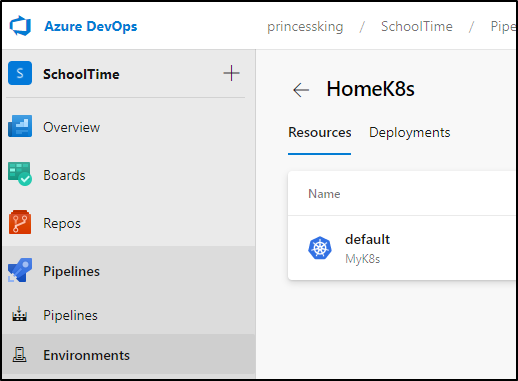 Azure DevOps
princessking / SchoolTime / Pipe
S SchoolTime +
HomeK8s
Overview
Resources Deployments
Boards
Name
Repos
default
MyK8s
Pipelines
Pipelines
Environments